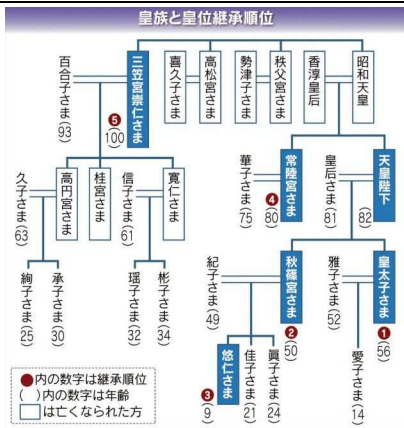 皇族と皇位継承順位
昭和天皇
香淳皇后
秩父宮さま
勢津子さま
高松宮さま
喜久子さま
三笠宮崇仁さま
❺
(100)
百合子さま
(93)
天皇陛下
(82)
皇后さま
(81)
常陸宮さま
❹
(80)
華子さま
(75)
寛仁さま
信子さま
(61)
桂宮さま
高円宮さま
久子さま
(63)
皇太子さま
❶
(56)
雅子さま
(52)
秋篠宮さま
❷
(50)
紀子さま
(49)
彬子さま
(34)
瑶子さま
(32)
承子さま
(30)
絢子さま
(25)
愛子さま
(14)
眞子さま
(24)
佳子さま
(21)
悠仁さま
❸
(9)
●内の数字は継承順位
( )内の数字は年齢
□は亡くなられた方